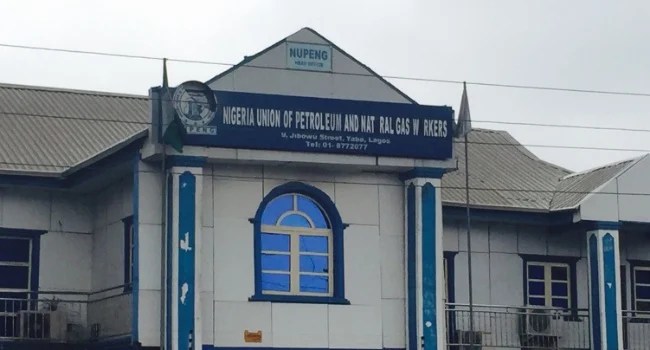 NUPENG
HEAD OFFICE
NIGERIA UNION OF PETROLEUM AND NAT RAL GAS W RKERS
9, Jibowu Street, Yaba, Lagos
Tel: 01- 8772077